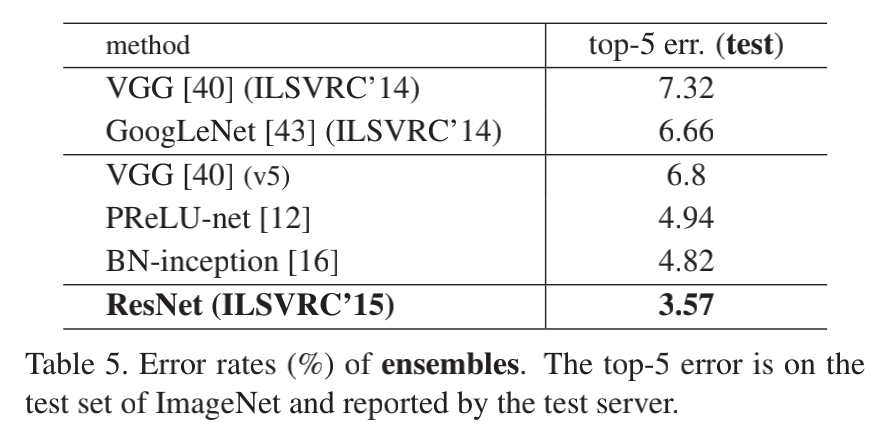 method top-5 err. (test)
VGG [40] (ILSVRC’14) 7.32
GoogLeNet [43] (ILSVRC’14) 6.66
VGG [40] (v5) 6.8
PReLU-net [12] 4.94
BN-inception [16] 4.82
ResNet (ILSVRC’15) 3.57
Table 5. Error rates (%) of ensembles. The top-5 error is on the
test set of ImageNet and reported by the test server.